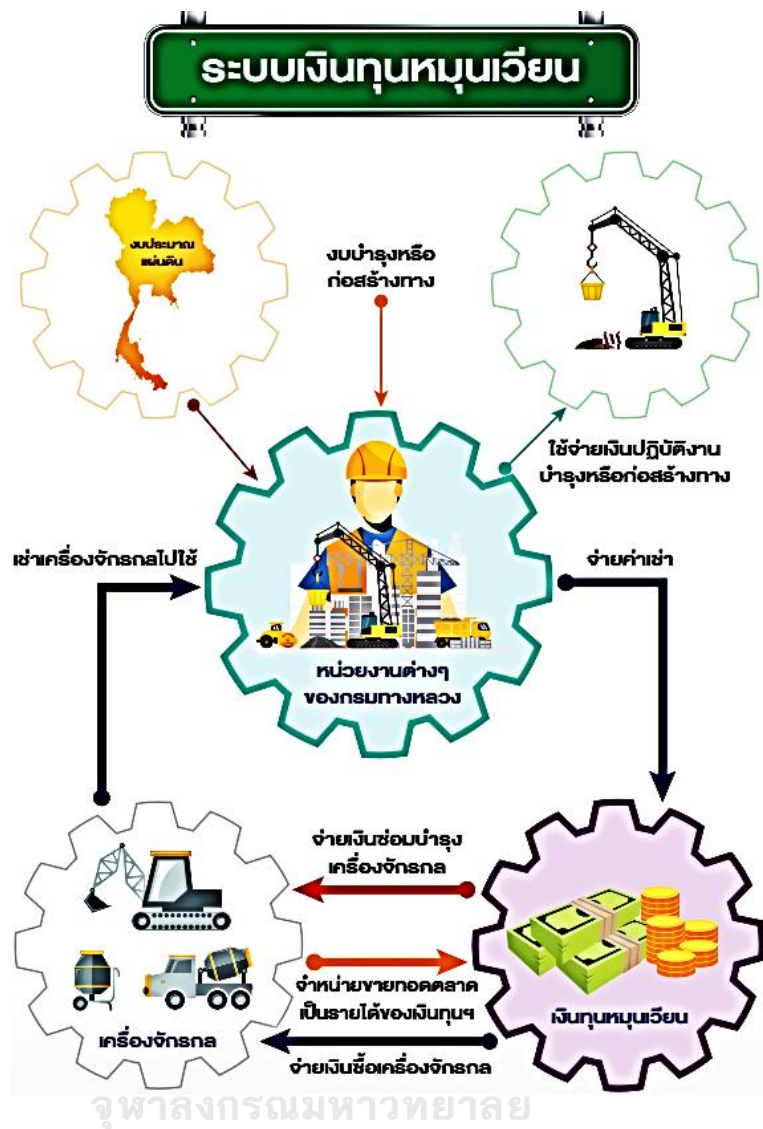 ระบบเงินทุนหมุนเวียน
งบประมาณ
แผ่นดิน
งบบำรุงหรือ
ก่อสร้างทาง
ใช้จ่ายเงินปฏิบัติงาน
บำรุงหรือก่อสร้างทาง
เช่าเครื่องจักรกลไปใช้
จ่ายค่าเช่า
หน่วยงานต่างๆ
ของกรมทางหลวง
จ่ายเงินซ่อมบำรุง
เครื่องจักรกล
จำหน่ายขายทอดตลาด
เป็นรายได้ของเงินทุนฯ
เครื่องจักรกล
เงินทุนหมุนเวียน
จ่ายเงินซื้อเครื่องจักรกล
จุฬาลงกรณมหาวิทยาลัย